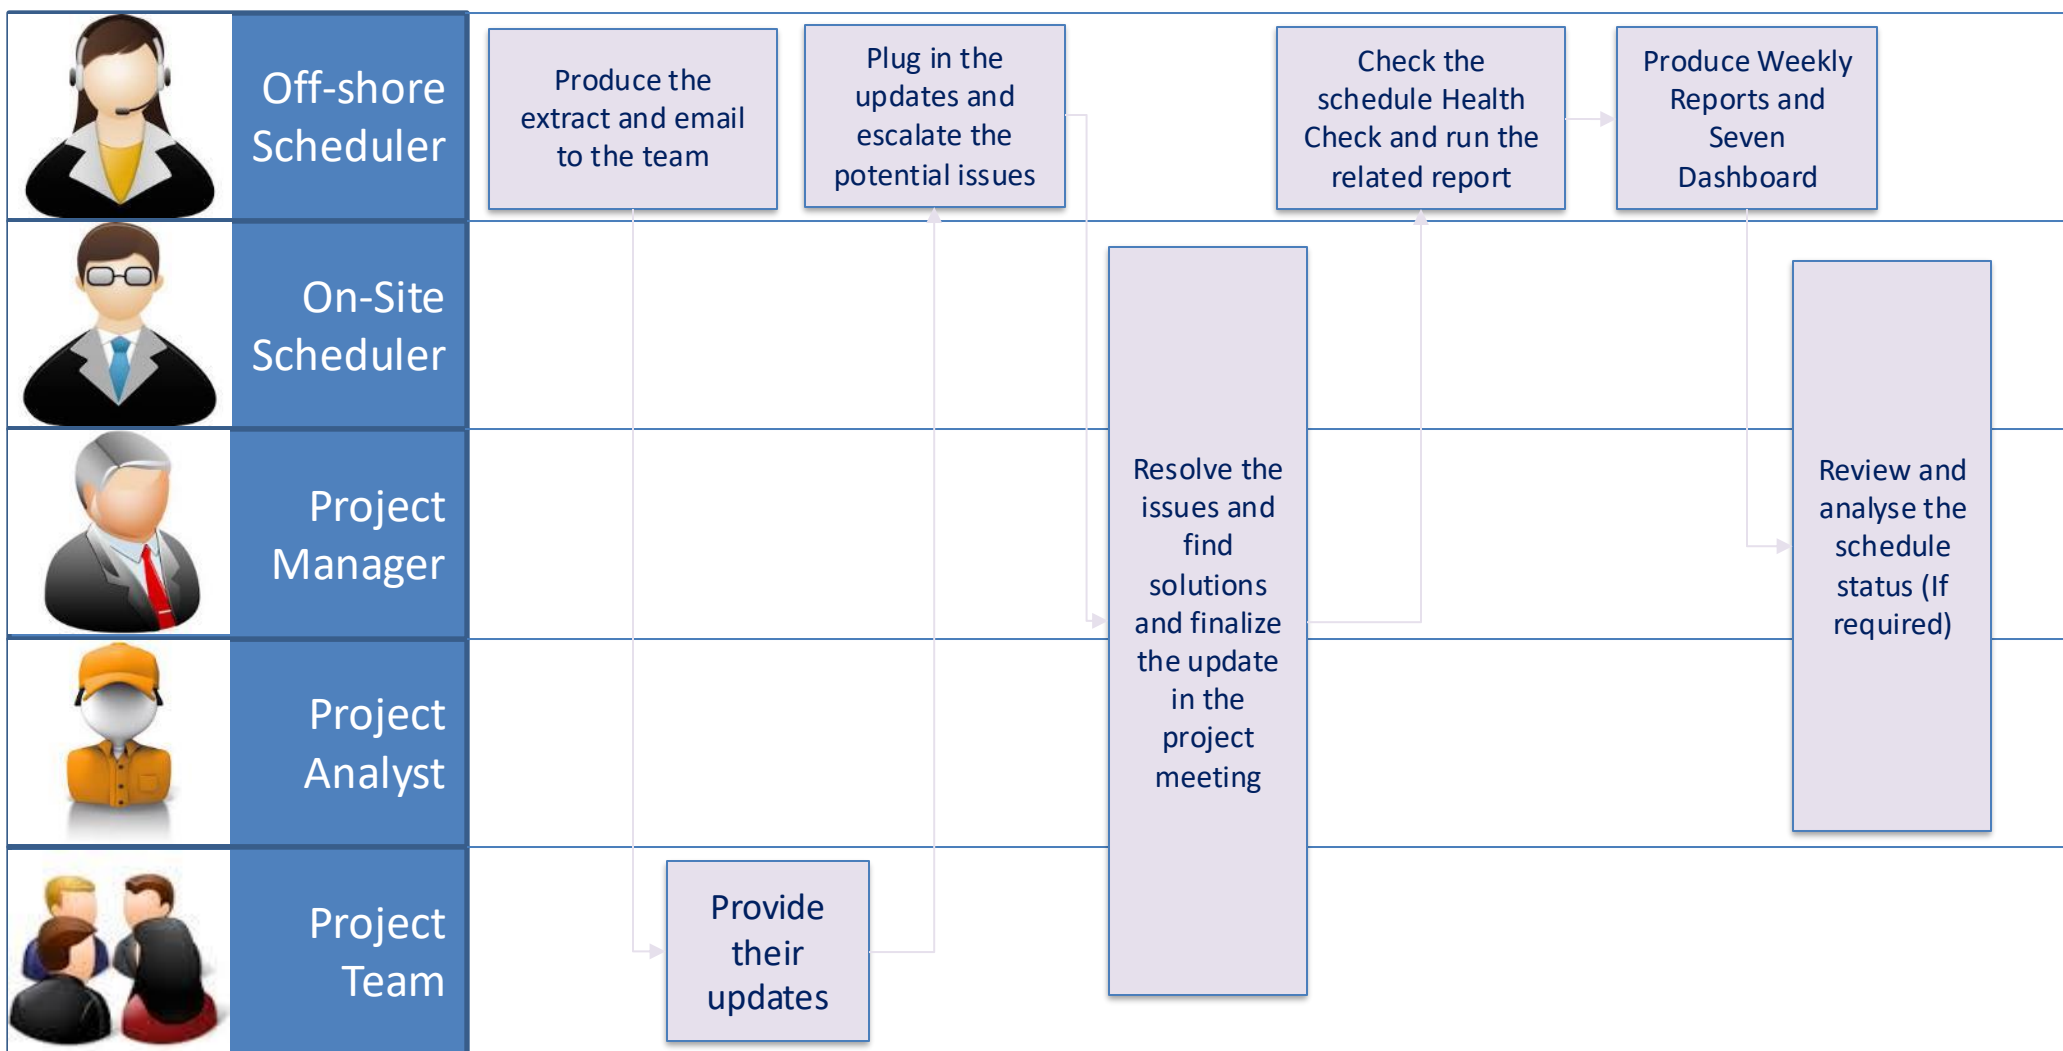 Off-shore
Scheduler
Produce the
extract and email
to the team
Plug in the
updates and
escalate the
potential issues
Check the
schedule Health
Check and run the
related report
Produce Weekly
Reports and
Seven
Dashboard
On-Site
Scheduler
Project
Manager
Resolve the
issues and
find
solutions
and finalize
the update
in the
project
meeting
Review and
analyse the
schedule
status (If
required)
Project
Analyst
Project
Team
Provide
their
updates